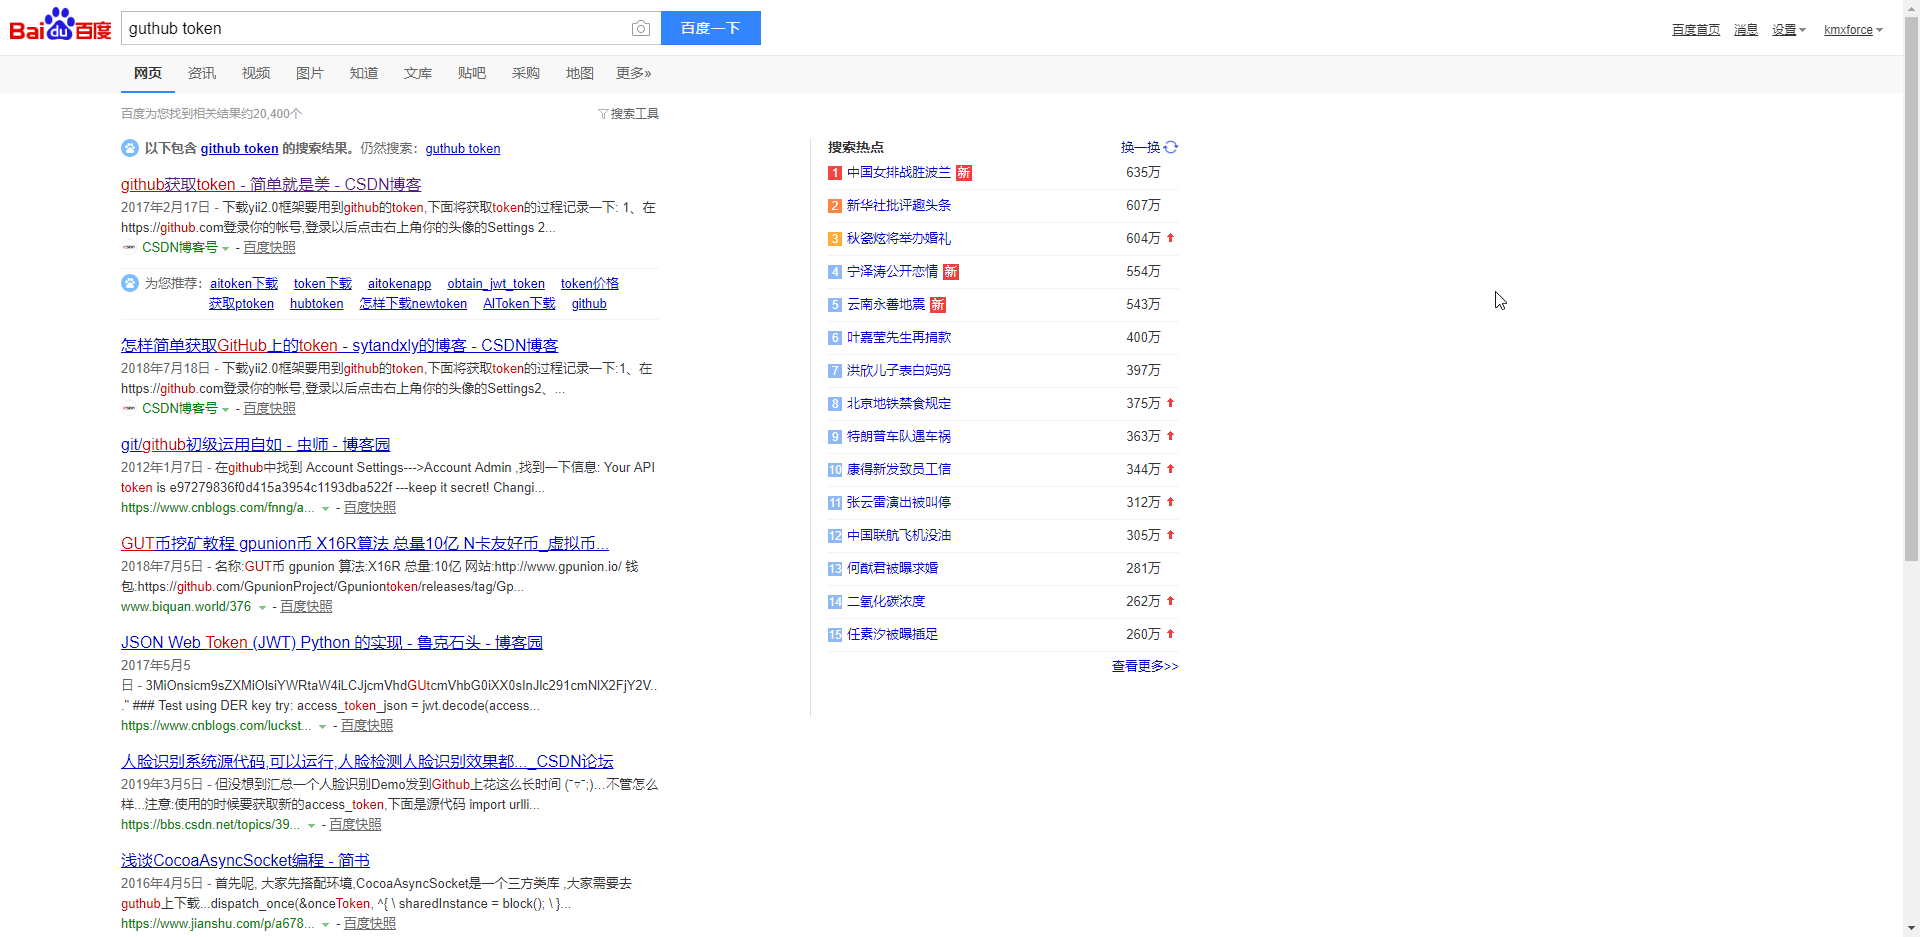 Bai du 百度
guthub token
百度一下
百度首页 消息 设置 kmxforce
网页 资讯 视频 图片 知道 文库 贴吧 采购 地图 更多»
百度为您找到相关结果约20,400个
搜索工具
以下包含 github token 的搜索结果。仍然搜索：guthub token
github获取token - 简单就是美 - CSDN博客
2017年2月17日 - 下载yii2.0框架要用到github的token,下面将获取token的过程记录一下: 1、在
https://github.com登录你的帐号,登录以后点击右上角你的头像的Settings 2...
CSDN博客号 - 百度快照
为您推荐： aitoken下载 token下载 aitokenapp obtain_jwt_token token价格
获取ptoken hubtoken 怎样下载newtoken AIToken下载 github
怎样简单获取GitHub上的token - sytandxly的博客 - CSDN博客
2018年7月18日 - 下载yii2.0框架要用到github的token,下面将获取token的过程记录一下:1、在
https://github.com登录你的帐号,登录以后点击右上角你的头像的Settings2、...
CSDN博客号 - 百度快照
git/github初级运用自如 - 虫师 - 博客园
2012年1月7日 - 在github中找到 Account Settings--->Account Admin ,找到一下信息: Your API
token is e97279836f0d415a3954c1193dba522f ---keep it secret! Changi...
https://www.cnblogs.com/fnng/a... - 百度快照
GUT币挖矿教程 gpunion币 X16R算法 总量10亿 N卡友好币_虚拟币...
2018年7月5日 - 名称:GUT币 gpunion 算法:X16R 总量:10亿 网站:http://www.gpunion.io/ 钱
包:https://github.com/GpunionProject/Gpuniontoken/releases/tag/Gp...
www.biquan.world/376 - 百度快照
JSON Web Token (JWT) Python 的实现 - 鲁克石头 - 博客园
2017年5月5
日 - 3MiOnsicm9sZXMiOlsiYWRtaW4iLCJjcmVhdGUtcmVhbG0iXX0sInJlc291cmNlX2FjY2V..
." ### Test using DER key try: access_token_json = jwt.decode(access...
https://www.cnblogs.com/luckst... - 百度快照
人脸识别系统源代码,可以运行,人脸检测人脸识别效果都..._CSDN论坛
2019年3月5日 - 但没想到汇总一个人脸识别Demo发到Github上花这么长时间 (¯▽¯;)...不管怎么
样...注意:使用的时候要获取新的access_token,下面是源代码 import urlli...
https://bbs.csdn.net/topics/39... - 百度快照
浅谈CocoaAsyncSocket编程 - 简书
2016年4月5日 - 首先呢, 大家先搭配环境,CocoaAsyncSocket是一个三方类库 ,大家需要去
guthub上下载...dispatch_once(&onceToken, ^{ \ sharedInstance = block(); \ }...
https://www.jianshu.com/p/a678... - 百度快照
搜索热点 换一换
1 中国女排战胜波兰 新 635万
2 新华社批评趣头条 607万
3 秋瓷炫将举办婚礼 604万
4 宁泽涛公开恋情 新 554万
5 云南永善地震 新 543万
6 叶嘉莹先生再捐款 400万
7 洪欣儿子表白妈妈 397万
8 北京地铁禁食规定 375万
9 特朗普车队遇车祸 363万
10 康得新发致员工信 344万
11 张云雷演出被叫停 312万
12 中国联航飞机没油 305万
13 何猷君被曝求婚 281万
14 二氧化碳浓度 262万
15 任素汐被曝插足 260万
查看更多>>